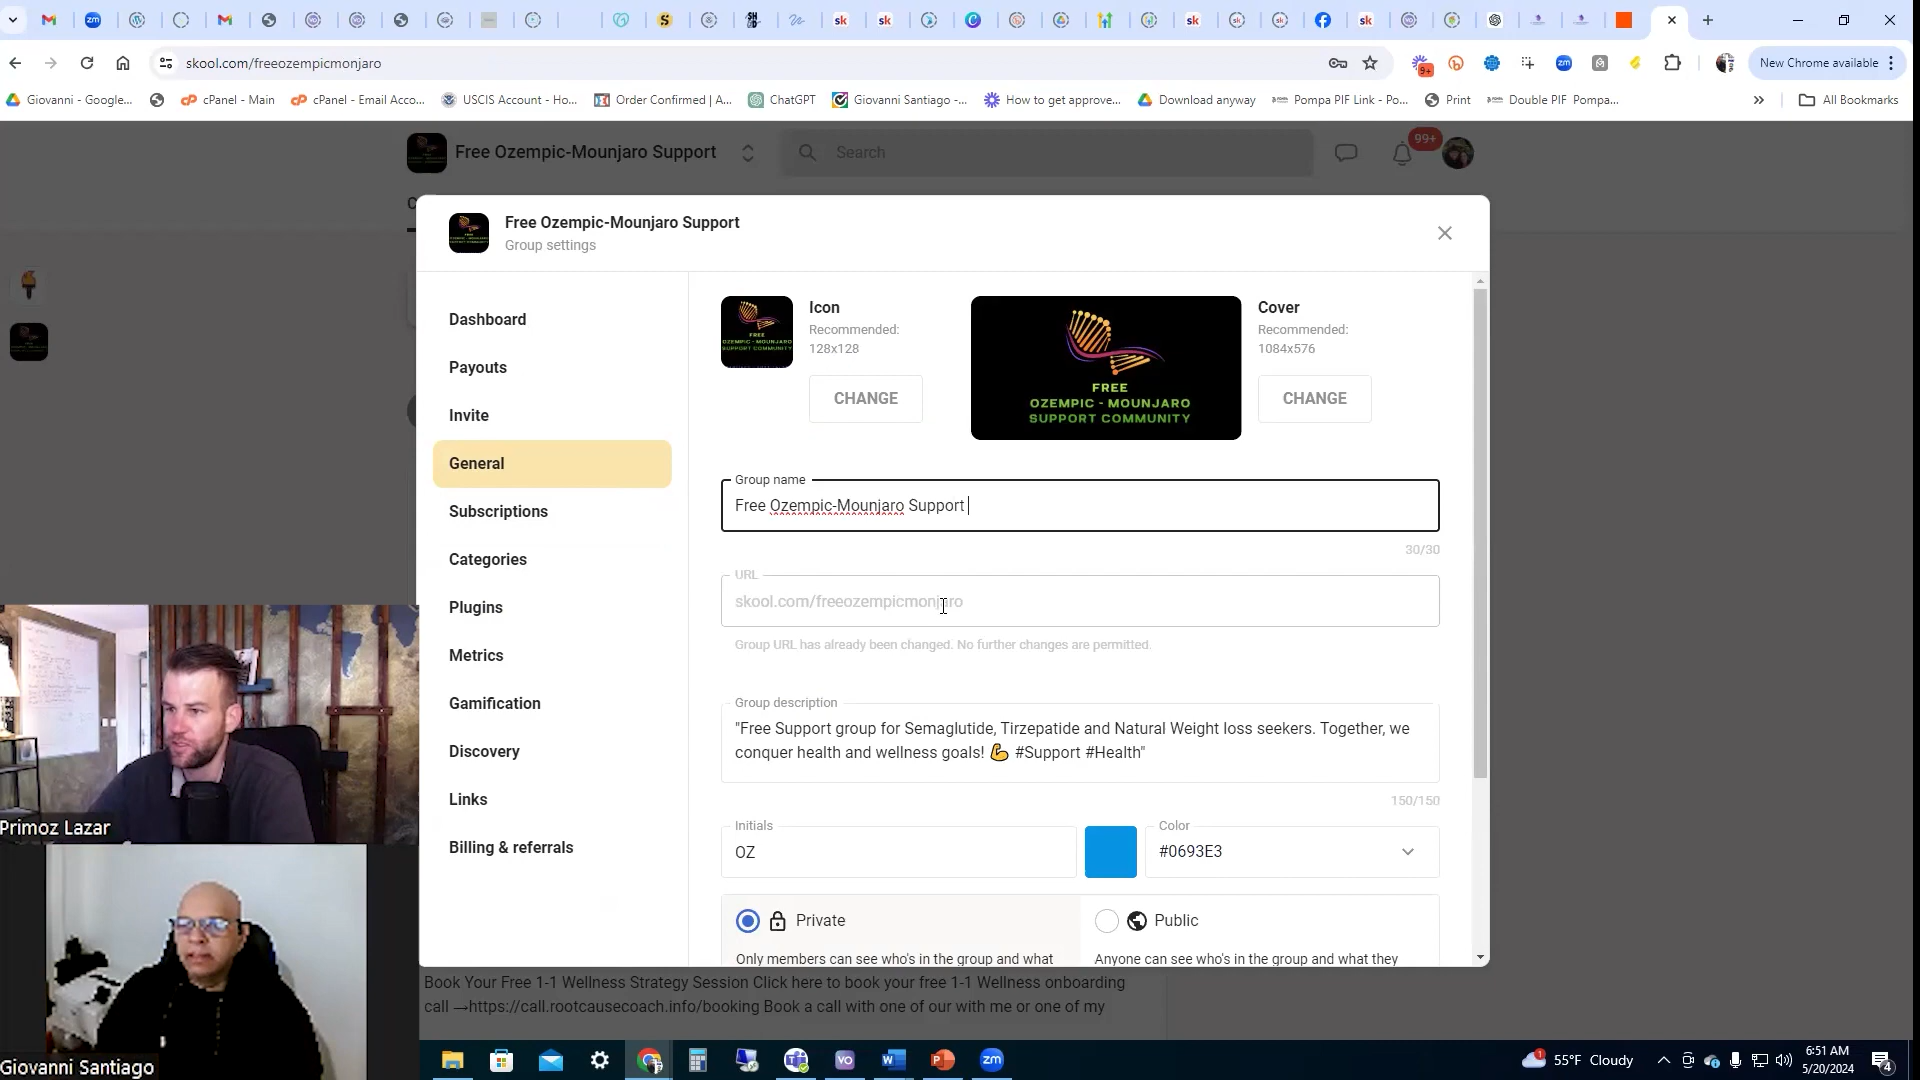 skool.com/freeozempicmonjaro
New Chrome available
Giovanni - Google...
cPanel - Main
cPanel - Email Acco...
USCIS Account - Ho...
Order Confirmed | A...
ChatGPT
Giovanni Santiago -...
How to get approve...
Download anyway
Pompa PIF Link - Po...
Print
Double PIF Pompa...
All Bookmarks
Free Ozempic-Mounjaro Support
Search
99+
Free Ozempic-Mounjaro Support
Group settings
Dashboard
Payouts
Invite
General
Subscriptions
Categories
Plugins
Metrics
Gamification
Discovery
Links
Billing & referrals
Icon
Recommended:
128x128
CHANGE
FREE
OZEMPIC - MOUNJARO
SUPPORT COMMUNITY
Cover
Recommended:
1084x576
CHANGE
Group name
Free Ozempic-Mounjaro Support
30/30
URL
skool.com/freeozempicmonjaro
Group URL has already been changed. No further changes are permitted.
Group description
"Free Support group for Semaglutide, Tirzepatide and Natural Weight loss seekers. Together, we
conquer health and wellness goals! 💪 #Support #Health"
150/150
Initials
OZ
Color
#0693E3
Private
Only members can see who's in the group and what
Public
Anyone can see who's in the group and what they
Book Your Free 1-1 Wellness Strategy Session Click here to book your free 1-1 Wellness onboarding
call →https://call.rootcausecoach.info/booking Book a call with one of our with me or one of my
Primoz Lazar
Giovanni Santiago
55°F Cloudy
6:51 AM
5/20/2024
4